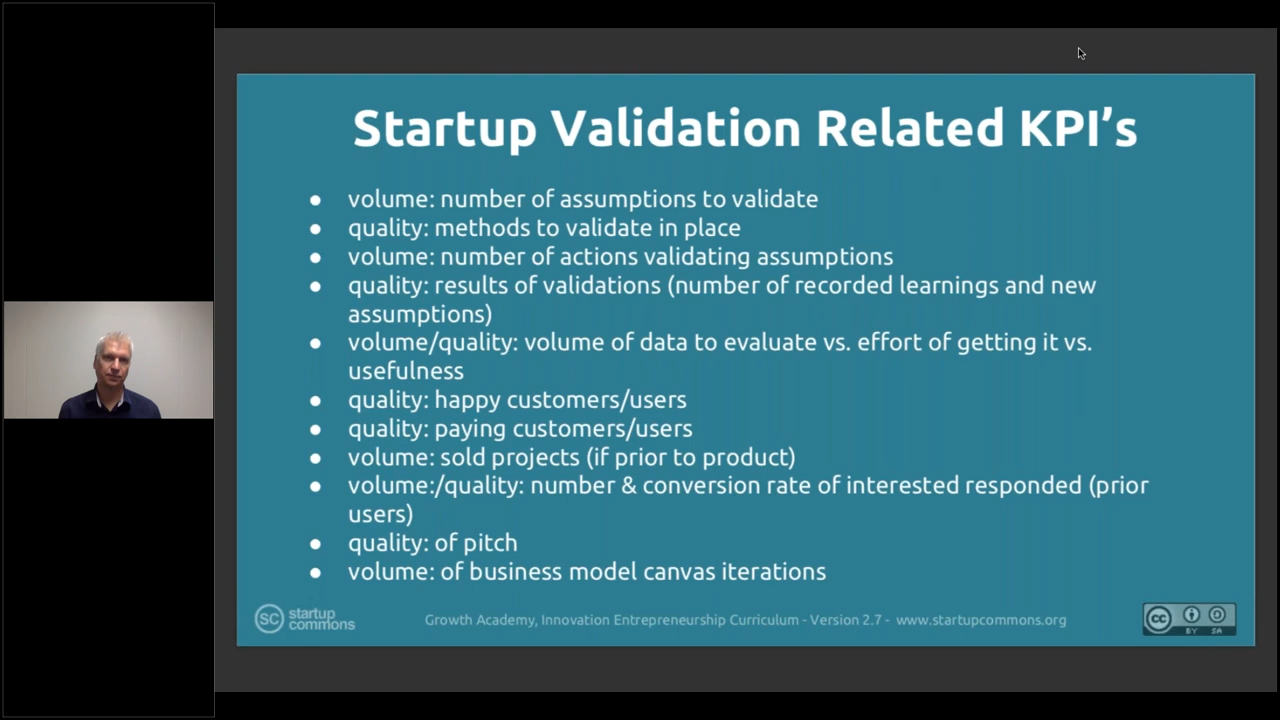 Startup Validation Related KPI’s
● volume: number of assumptions to validate
● quality: methods to validate in place
● volume: number of actions validating assumptions
● quality: results of validations (number of recorded learnings and new
assumptions)
● volume/quality: volume of data to evaluate vs. effort of getting it vs.
usefulness
● quality: happy customers/users
● quality: paying customers/users
● volume: sold projects (if prior to product)
● volume:/quality: number & conversion rate of interested responded (prior
users)
● quality: of pitch
● volume: of business model canvas iterations
SC startup
commons
Growth Academy, Innovation Entrepreneurship Curriculum - Version 2.7 - www.startupcommons.org
cc
BY SA